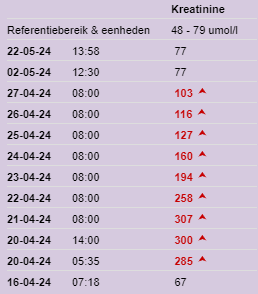 Kreatinine
Referentiebereik & eenheden 48 - 79 umol/l
22-05-24 13:58 77
02-05-24 12:30 77
27-04-24 08:00 103
26-04-24 08:00 116
25-04-24 08:00 127
24-04-24 08:00 160
23-04-24 08:00 194
22-04-24 08:00 258
21-04-24 08:00 307
20-04-24 14:00 300
20-04-24 05:35 285
16-04-24 07:18 67